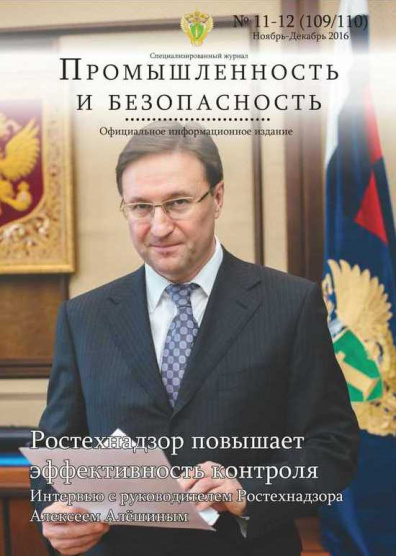 № 11-12 (109/110)
Ноябрь-Декабрь 2016
Специализированный журнал
Промышленность
и безопасность
Официальное информационное издание
Ростехнадзор повышает
эффективность контроля
Интервью с руководителем Ростехнадзора
Алексеем Алёшиным